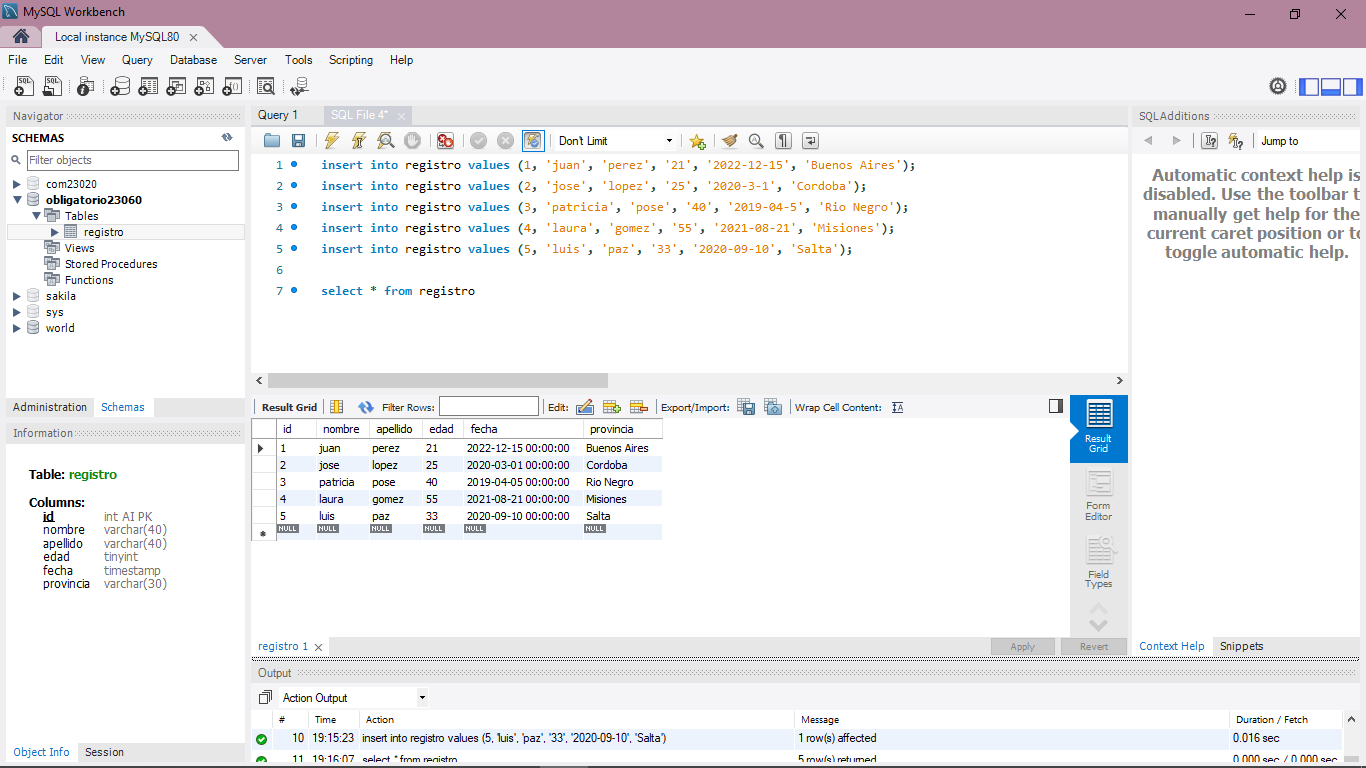 MySQL Workbench
Local instance MySQL80
File Edit View Query Database Server Tools Scripting Help
Navigator
SCHEMAS
Filter objects
com23020
obligatorio23060
Tables
registro
Views
Stored Procedures
Functions
sakila
sys
world
Administration Schemas
Information
Table: registro
Columns:
id int AI PK
nombre varchar(40)
apellido varchar(40)
edad tinyint
fecha timestamp
provincia varchar(30)
Object Info Session
Query 1 SQL File 4*
Don't Limit
1 insert into registro values (1, 'juan', 'perez', '21', '2022-12-15', 'Buenos Aires');
2 insert into registro values (2, 'jose', 'lopez', '25', '2020-3-1', 'Cordoba');
3 insert into registro values (3, 'patricia', 'pose', '40', '2019-04-5', 'Rio Negro');
4 insert into registro values (4, 'laura', 'gomez', '55', '2021-08-21', 'Misiones');
5 insert into registro values (5, 'luis', 'paz', '33', '2020-09-10', 'Salta');
6
7 select * from registro
Result Grid Filter Rows: Edit: Export/Import: Wrap Cell Content:
id nombre apellido edad fecha provincia
1 juan perez 21 2022-12-15 00:00:00 Buenos Aires
2 jose lopez 25 2020-03-01 00:00:00 Cordoba
3 patricia pose 40 2019-04-05 00:00:00 Rio Negro
4 laura gomez 55 2021-08-21 00:00:00 Misiones
5 luis paz 33 2020-09-10 00:00:00 Salta
NULL NULL NULL NULL NULL NULL
Result
Grid
Form
Editor
Field
Types
registro 1
Apply Revert
SQLAdditions
Jump to
Automatic context help is
disabled. Use the toolbar t
manually get help for the
current caret position or to
toggle automatic help.
Context Help Snippets
Output
Action Output
# Time Action Message Duration / Fetch
10 19:15:23 insert into registro values (5, 'luis', 'paz', '33', '2020-09-10', 'Salta') 1 row(s) affected 0.016 sec
11 19:16:07 select * from registro 5 row(s) returned 0.000 sec / 0.000 sec